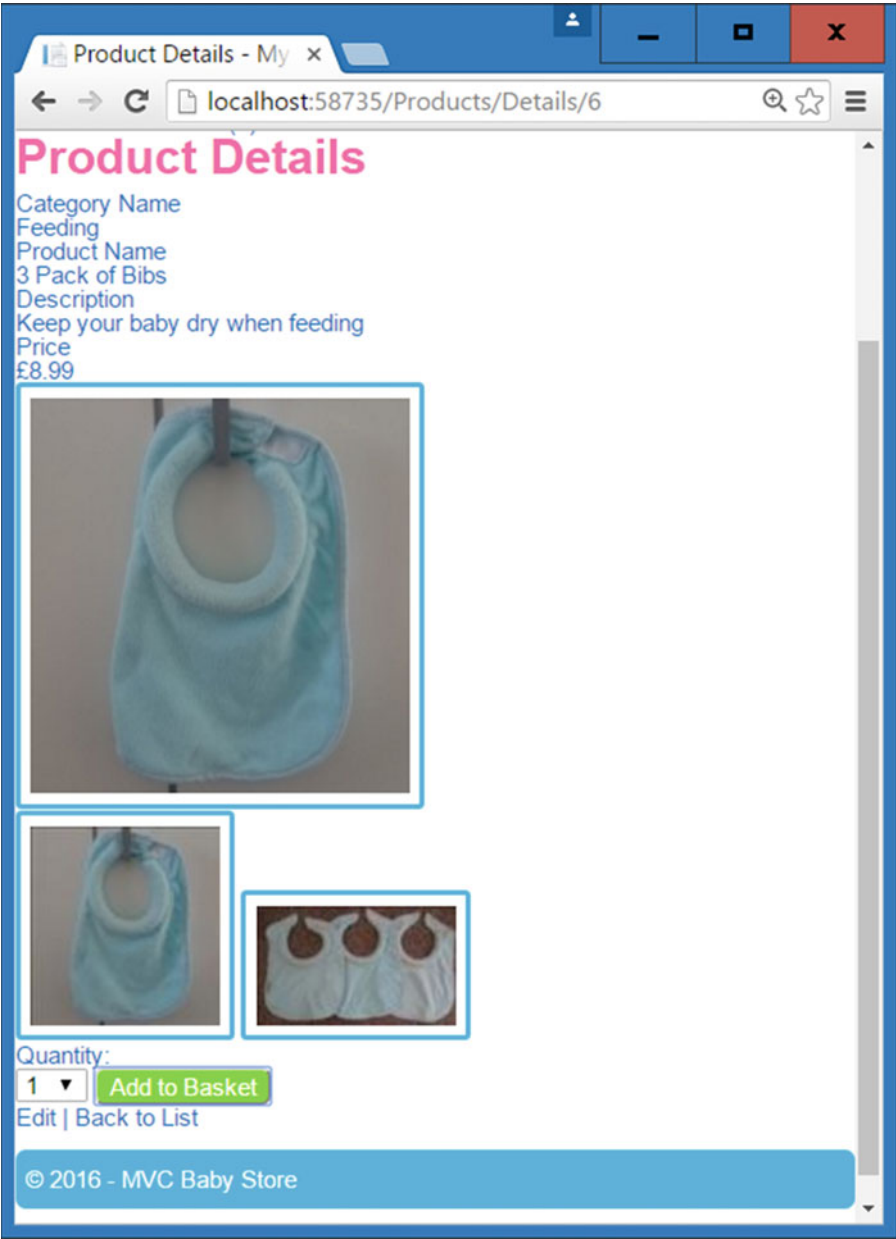 Product Details - My
localhost:58735/Products/Details/6
Product Details
Category Name
Feeding
Product Name
3 Pack of Bibs
Description
Keep your baby dry when feeding
Price
£8.99
Quantity:
1 Add to Basket
Edit | Back to List
© 2016 - MVC Baby Store